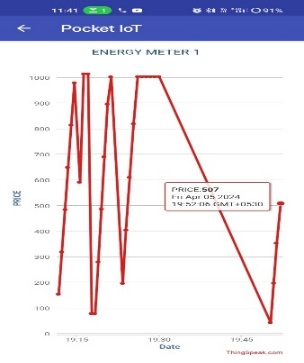 11:41
91%
Pocket IoT
ENERGY METER 1
1000
900
800
700
600
500
400
300
200
100
0
PRICE
PRICE:507
Fri Apr 05 2024
19:52:06 GMT+0530
19:15 19:30 19:45
Date
ThingSpeak.com